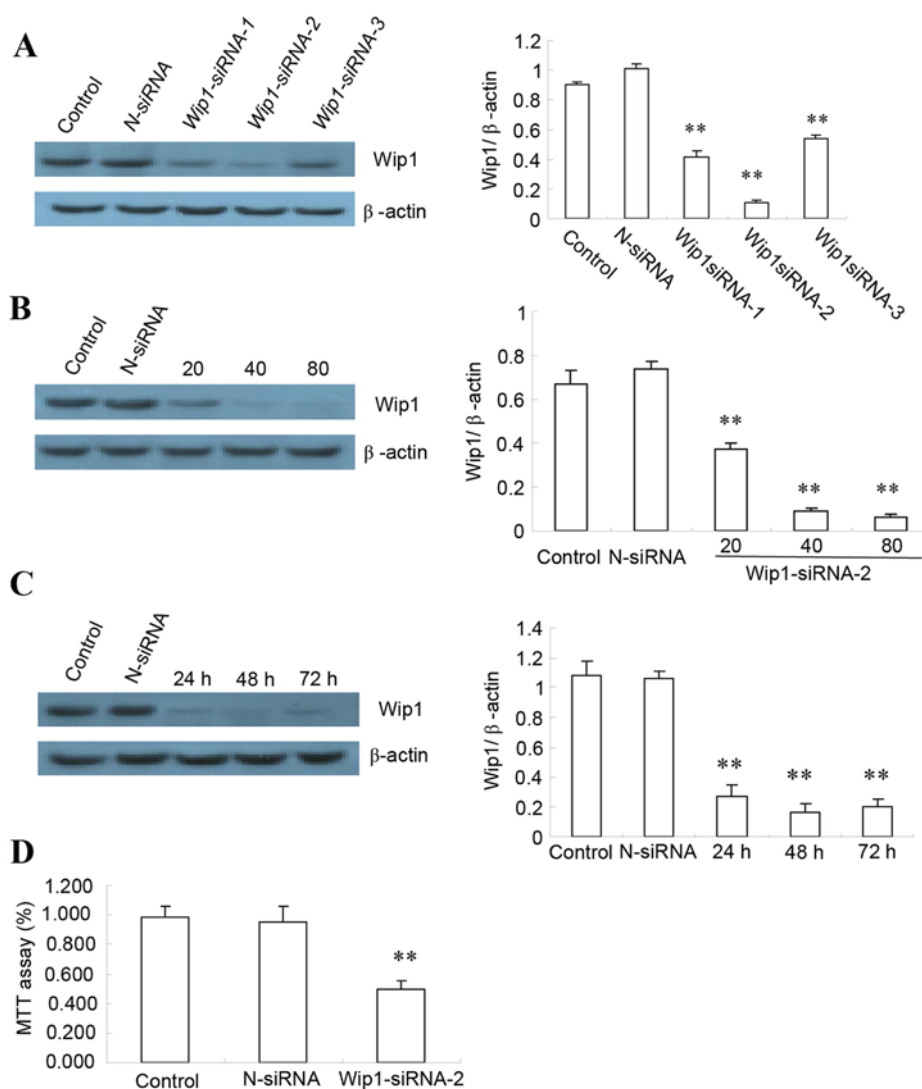 A
Control N-siRNA Wip1-siRNA-1 Wip1-siRNA-2 Wip1-siRNA-3
Wip1
β-actin
Wip1/ β-actin
1.2
1
0.8
0.6
0.4
0.2
0
** ** **
Control N-siRNA Wip1siRNA-1 Wip1siRNA-2 Wip1siRNA-3
B
Control N-siRNA 20 40 80
Wip1
β-actin
Wip1/ β-actin
1
0.8
0.6
0.4
0.2
0
** ** **
Control N-siRNA 20 40 80
Wip1-siRNA-2
C
Control N-siRNA 24 h 48 h 72 h
Wip1
β-actin
Wip1/ β-actin
1.4
1.2
1
0.8
0.6
0.4
0.2
0
** ** **
Control N-siRNA 24 h 48 h 72 h
D
MTT assay (%)
1.200
1.000
0.800
0.600
0.400
0.200
0.000
**
Control N-siRNA Wip1-siRNA-2